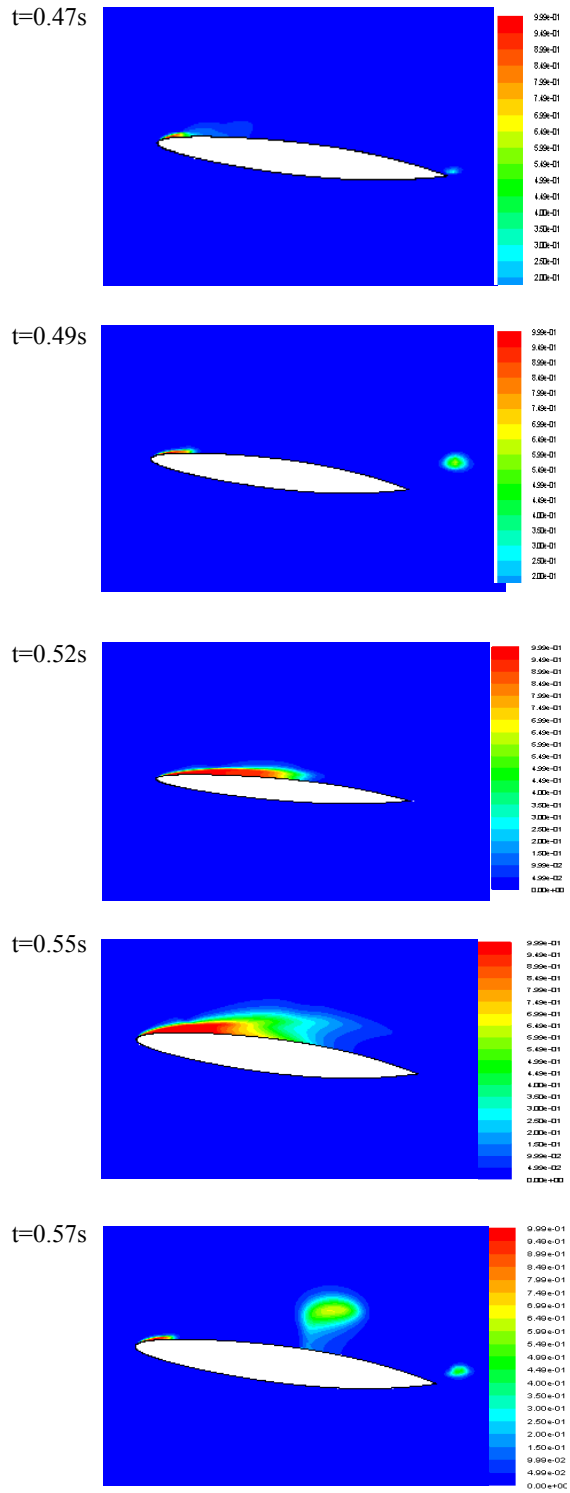 t=0.47s
9.99e-01
9.49e-01
8.99e-01
8.49e-01
7.99e-01
7.49e-01
6.99e-01
6.49e-01
5.99e-01
5.49e-01
4.99e-01
4.49e-01
4.00e-01
3.50e-01
3.00e-01
2.50e-01
2.00e-01
t=0.49s
9.99e-01
9.49e-01
8.99e-01
8.49e-01
7.99e-01
7.49e-01
6.99e-01
6.49e-01
5.99e-01
5.49e-01
4.99e-01
4.49e-01
4.00e-01
3.50e-01
3.00e-01
2.50e-01
2.00e-01
t=0.52s
9.99e-01
9.49e-01
8.99e-01
8.49e-01
7.99e-01
7.49e-01
6.99e-01
6.49e-01
5.99e-01
5.49e-01
4.99e-01
4.49e-01
4.00e-01
3.50e-01
3.00e-01
2.50e-01
2.00e-01
1.50e-01
9.99e-02
4.99e-02
0.00e+00
t=0.55s
9.99e-01
9.49e-01
8.99e-01
8.49e-01
7.99e-01
7.49e-01
6.99e-01
6.49e-01
5.99e-01
5.49e-01
4.99e-01
4.49e-01
4.00e-01
3.50e-01
3.00e-01
2.50e-01
2.00e-01
1.50e-01
9.99e-02
4.99e-02
0.00e+00
t=0.57s
9.99e-01
9.49e-01
8.99e-01
8.49e-01
7.99e-01
7.49e-01
6.99e-01
6.49e-01
5.99e-01
5.49e-01
4.99e-01
4.49e-01
4.00e-01
3.50e-01
3.00e-01
2.50e-01
2.00e-01
1.50e-01
9.99e-02
4.99e-02
0.00e+00